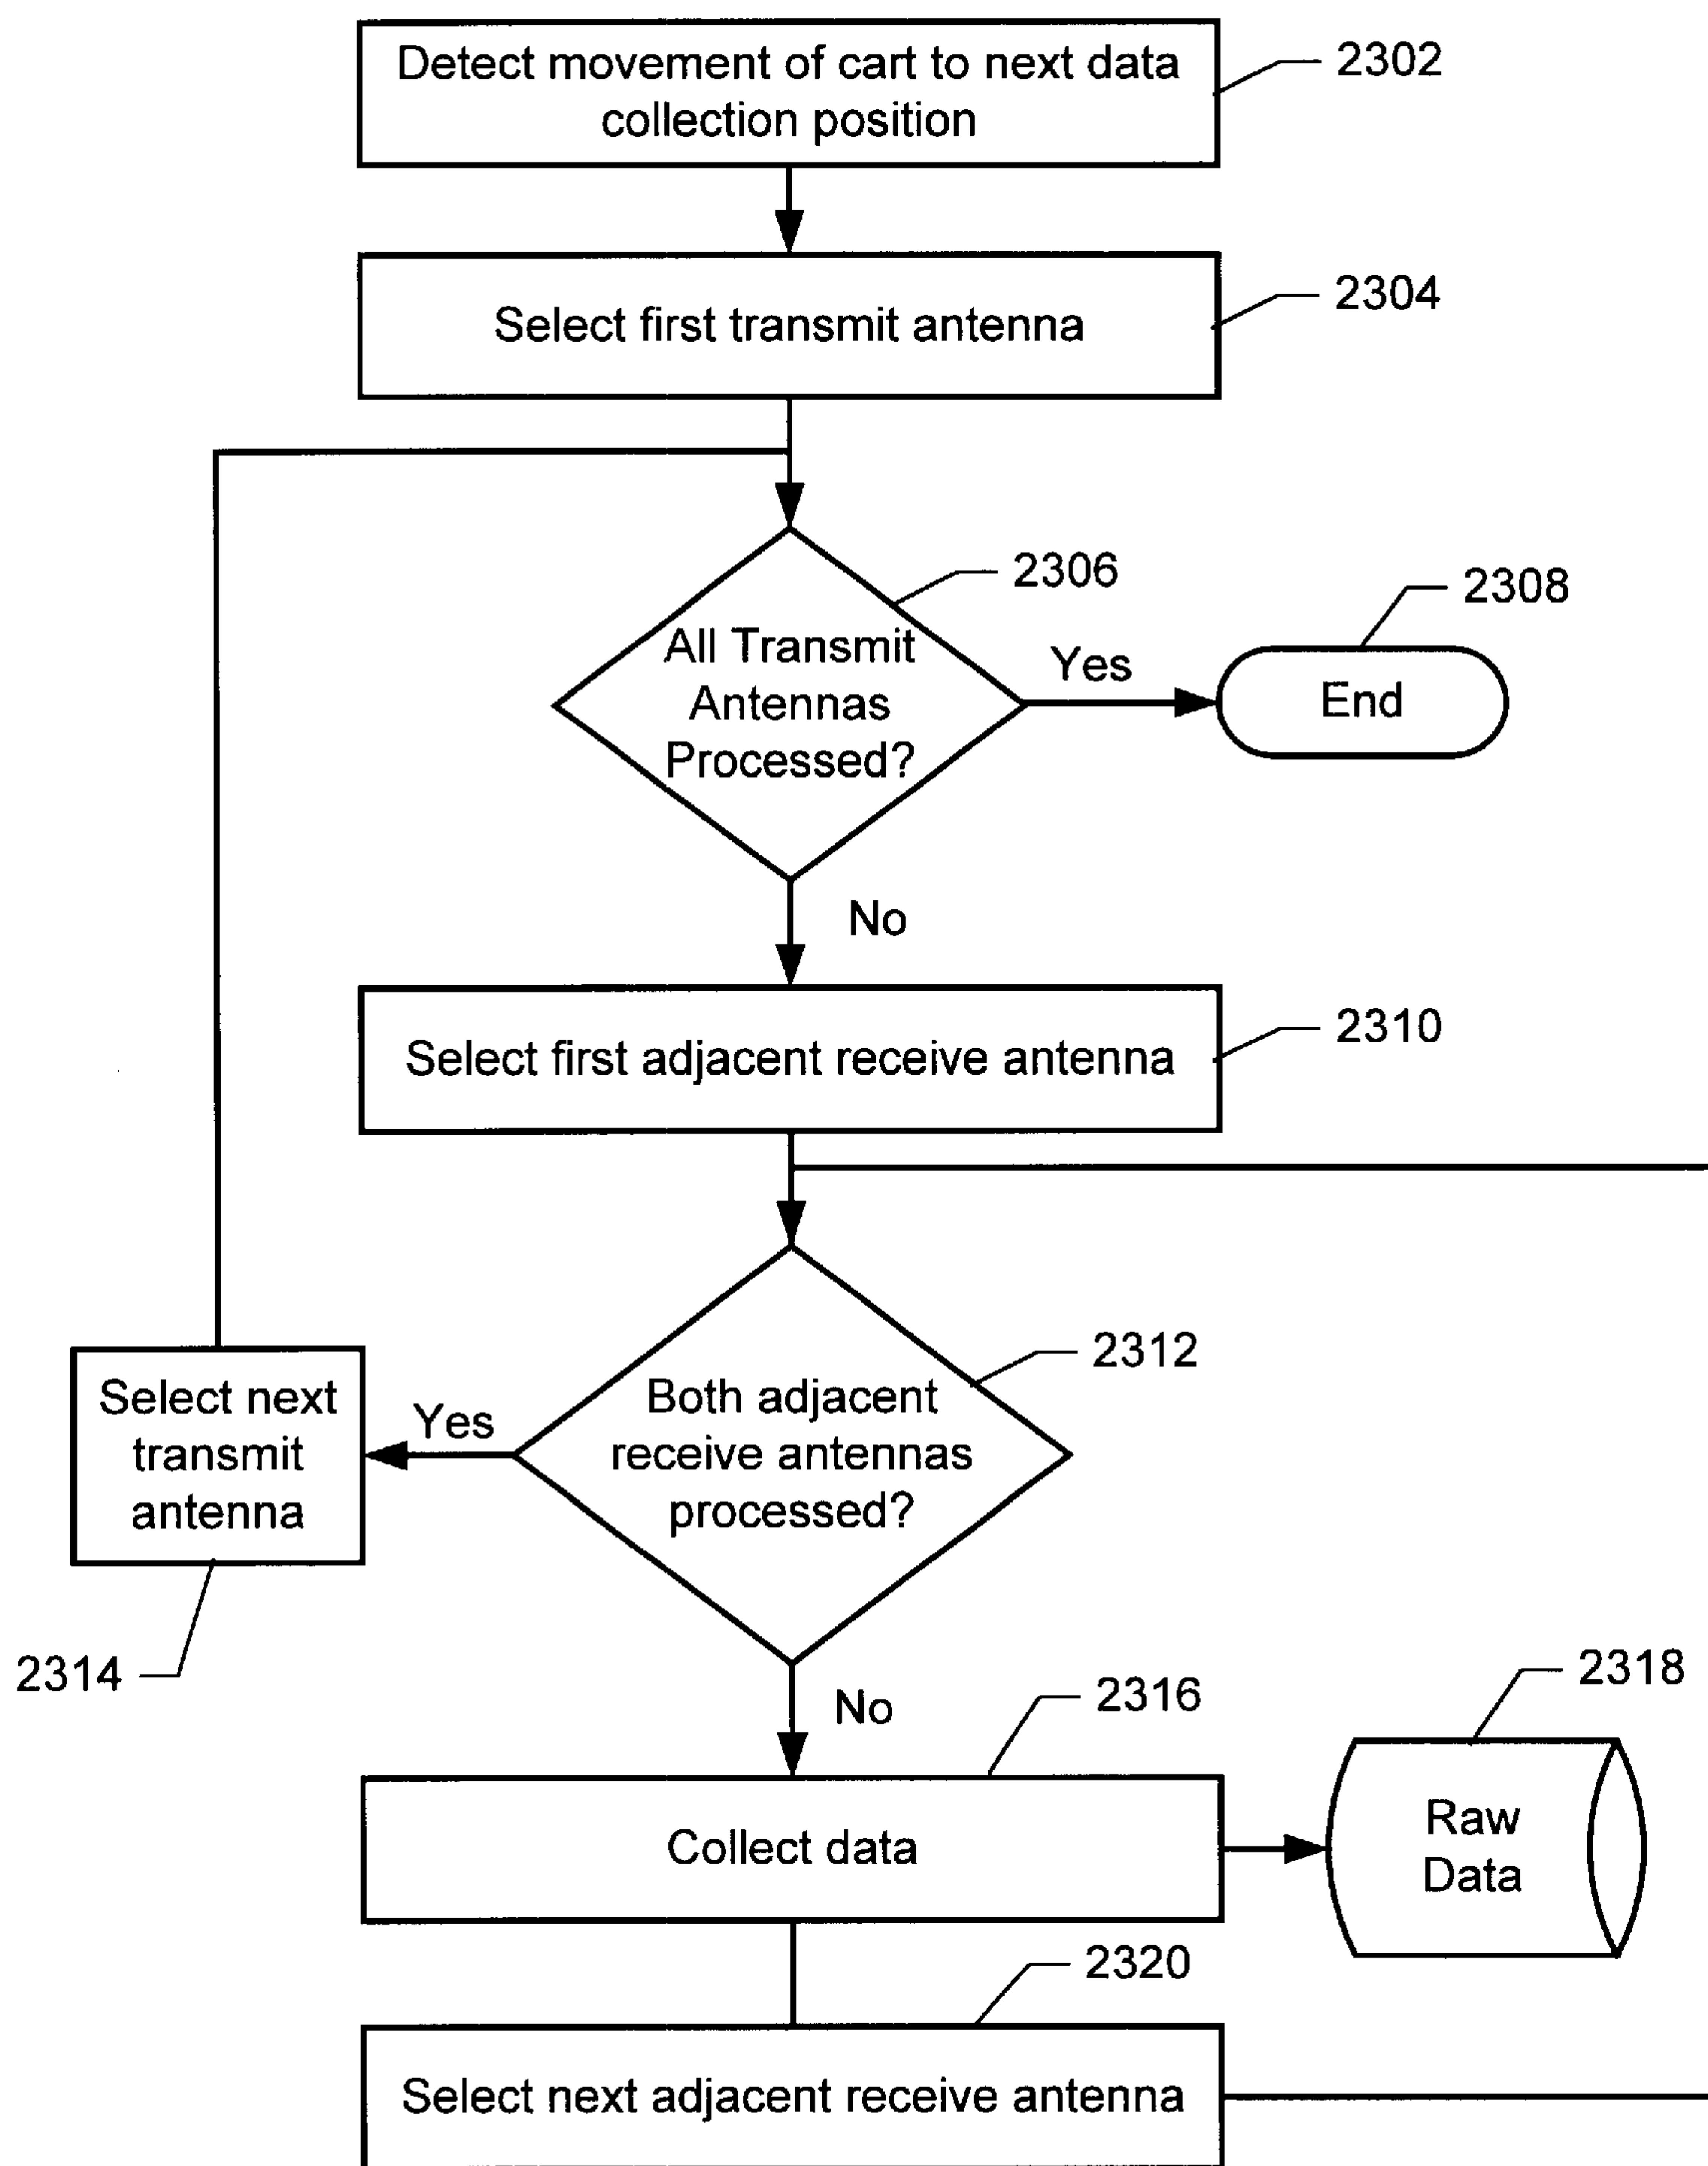 Detect movement of cart to next data
collection position
2302
Select first transmit antenna
2304
2306
All Transmit
Antennas
Processed?
Yes
2308
End
No
Select first adjacent receive antenna
2310
2312
Both adjacent
receive antennas
processed?
Yes
Select next
transmit
antenna
2314
No
2316
Collect data
2318
Raw
Data
2320
Select next adjacent receive antenna